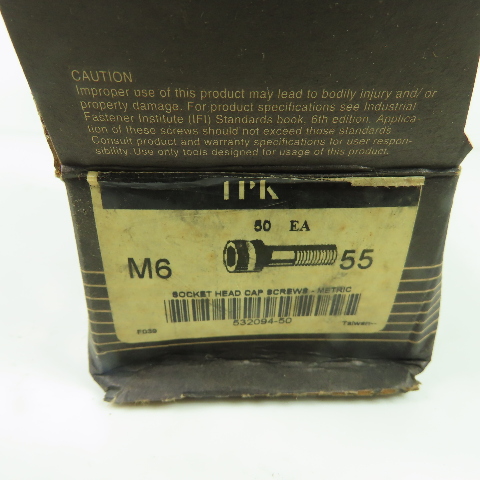 CAUTION
Improper use of this product may lead to bodily injury and/or
property damage. For product specifications see Industrial
Fastener Institute (IFI) Standards book, 6th edition. Applica-
tion of these screws should not exceed those standards.
Consult product and warranty specifications for user respon-
sibility. Use only tools designed for usage of this product.
50 EA
M6
55
SOCKET HEAD CAP SCREWS - METRIC
532094-50
Taiwan